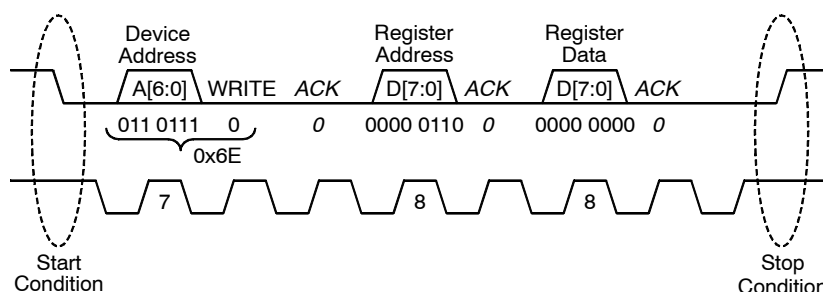 Device Address
Register Address
Register Data
A[6:0] WRITE ACK D[7:0] ACK D[7:0] ACK
011 0111 0 0 0000 0110 0 0000 0000 0
0x6E
7 8 8
Start Condition
Stop Condition